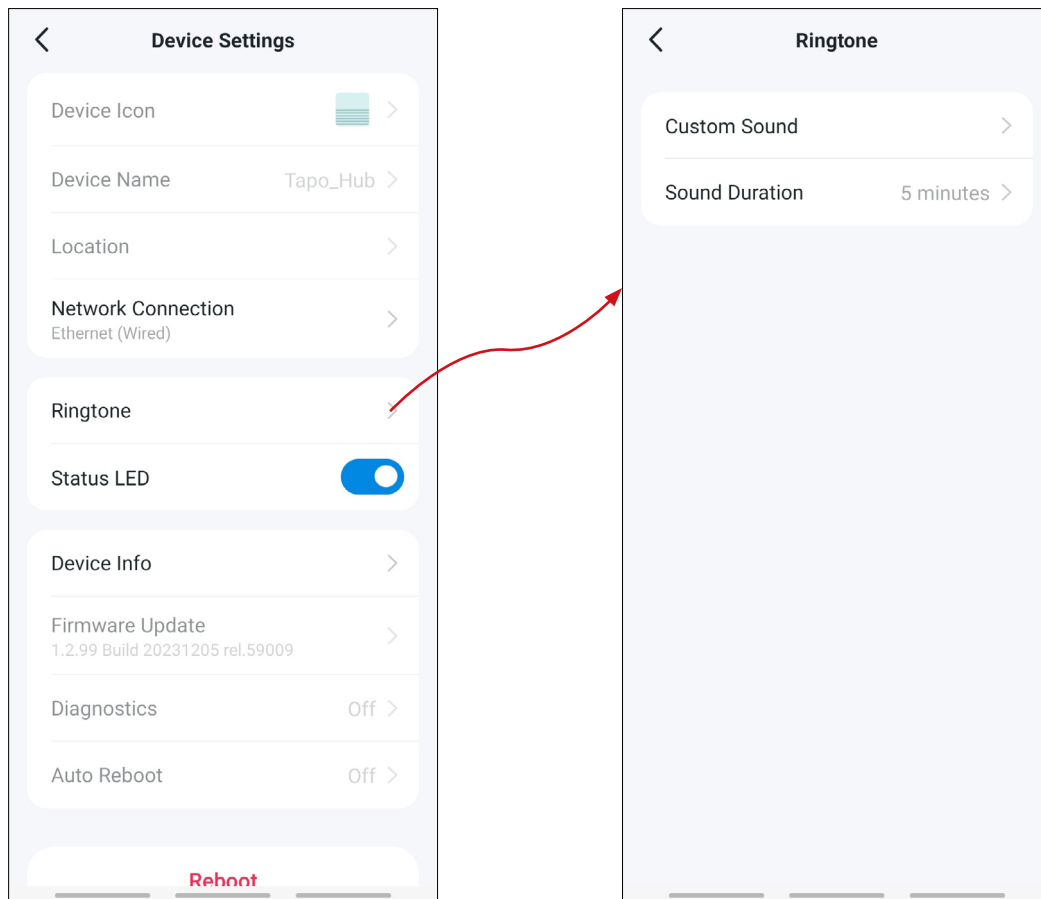 Device Settings
Device Icon
Device Name Tapo_Hub
Location
Network Connection
Ethernet (Wired)
Ringtone
Status LED
Device Info
Firmware Update
1.2.99 Build 20231205 rel.59009
Diagnostics Off
Auto Reboot Off
Reboot
Ringtone
Custom Sound
Sound Duration 5 minutes